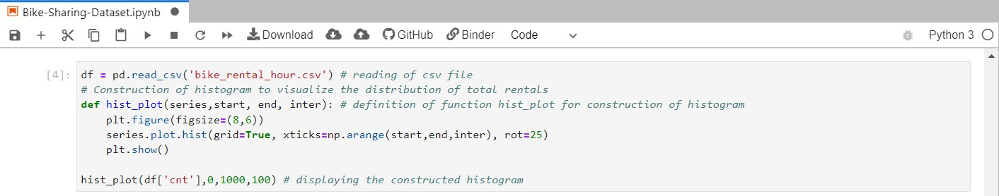 Bike-Sharing-Dataset.ipynb
Download GitHub Binder Code Python 3
[4]: df = pd.read_csv('bike_rental_hour.csv') # reading of csv file
# Construction of histogram to visualize the distribution of total rentals
def hist_plot(series,start, end, inter): # definition of function hist_plot for construction of histogram
    plt.figure(figsize=(8,6))
    series.plot.hist(grid=True, xticks=np.arange(start,end,inter), rot=25)
    plt.show()
hist_plot(df['cnt'],0,1000,100) # displaying the constructed histogram